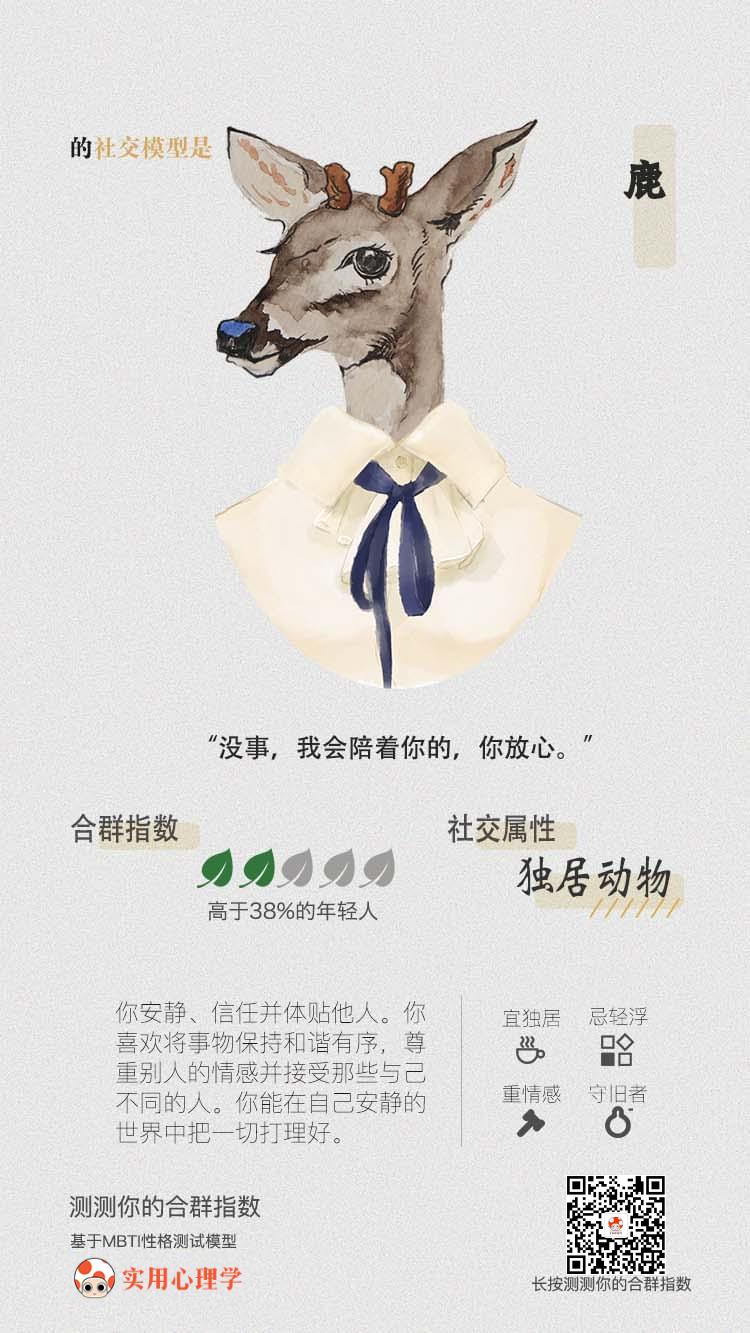 的社交模型是
鹿
“没事，我会陪着你的，你放心。”
合群指数
高于38%的年轻人
社交属性
独居动物
你安静、信任并体贴他人。你
喜欢将事物保持和谐有序，尊
重别人的情感并接受那些与己
不同的人。你能在自己安静的
世界中把一切打理好。
宜独居
忌轻浮
重情感
守旧者
测测你的合群指数
基于MBTI性格测试模型
实用心理学
长按测测你的合群指数